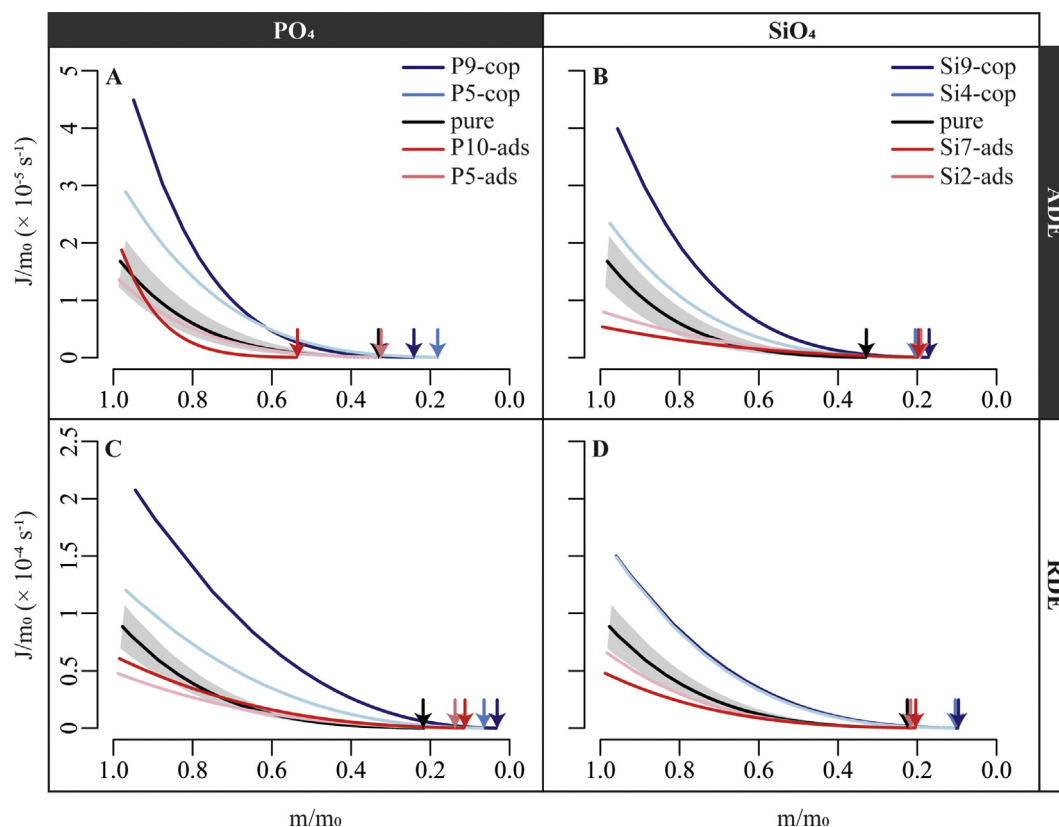 PO₄ SiO₄
A
P9-cop
P5-cop
pure
P10-ads
P5-ads
B
Si9-cop
Si4-cop
pure
Si7-ads
Si2-ads
ADE
J/m₀ (× 10⁻⁵ s⁻¹)
5
4
3
2
1
0
1.0 0.8 0.6 0.4 0.2 0.0
1.0 0.8 0.6 0.4 0.2 0.0
C
D
RDE
J/m₀ (× 10⁻⁴ s⁻¹)
2.5
2
1.5
1
0.5
0
1.0 0.8 0.6 0.4 0.2 0.0
1.0 0.8 0.6 0.4 0.2 0.0
m/m₀ m/m₀